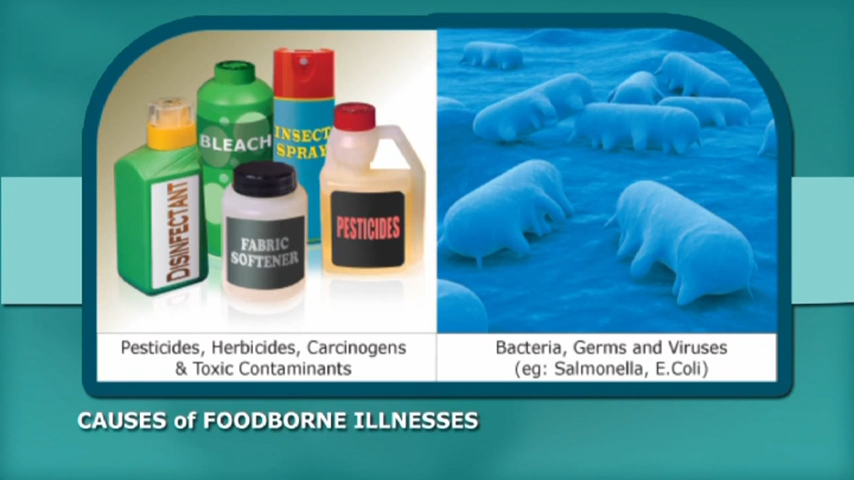 DISINFECTANT
BLEACH
INSECT
SPRAY
FABRIC
SOFTENER
PESTICIDES
Pesticides, Herbicides, Carcinogens
& Toxic Contaminants
Bacteria, Germs and Viruses
(eg: Salmonella, E.Coli)
CAUSES of FOODBORNE ILLNESSES